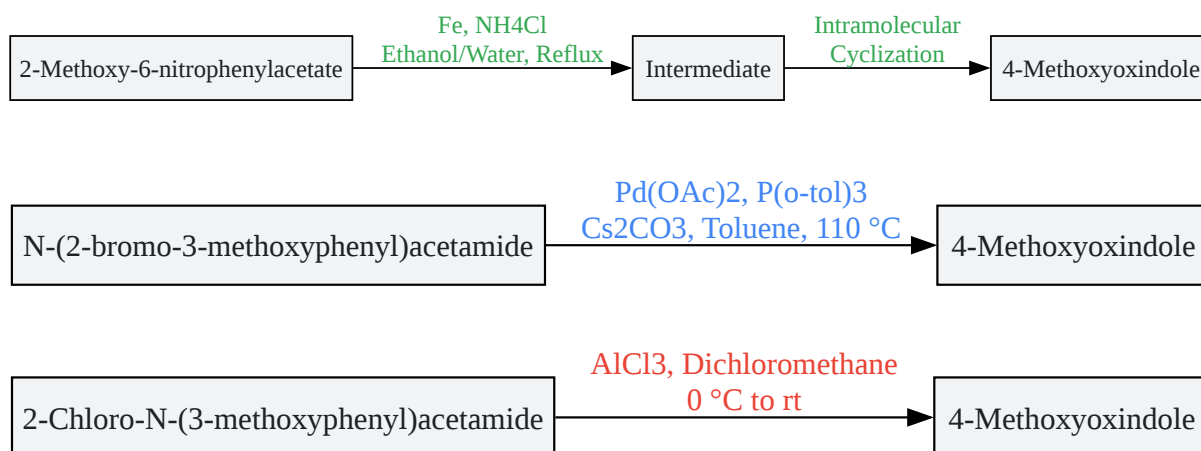 Fe, NH4Cl
Ethanol/Water, Reflux
Intramolecular
Cyclization
2-Methoxy-6-nitrophenylacetate
Intermediate
4-Methoxyoxindole
Pd(OAc)2, P(o-tol)3
Cs2CO3, Toluene, 110 °C
N-(2-bromo-3-methoxyphenyl)acetamide
4-Methoxyoxindole
AlCl3, Dichloromethane
0 °C to rt
2-Chloro-N-(3-methoxyphenyl)acetamide
4-Methoxyoxindole